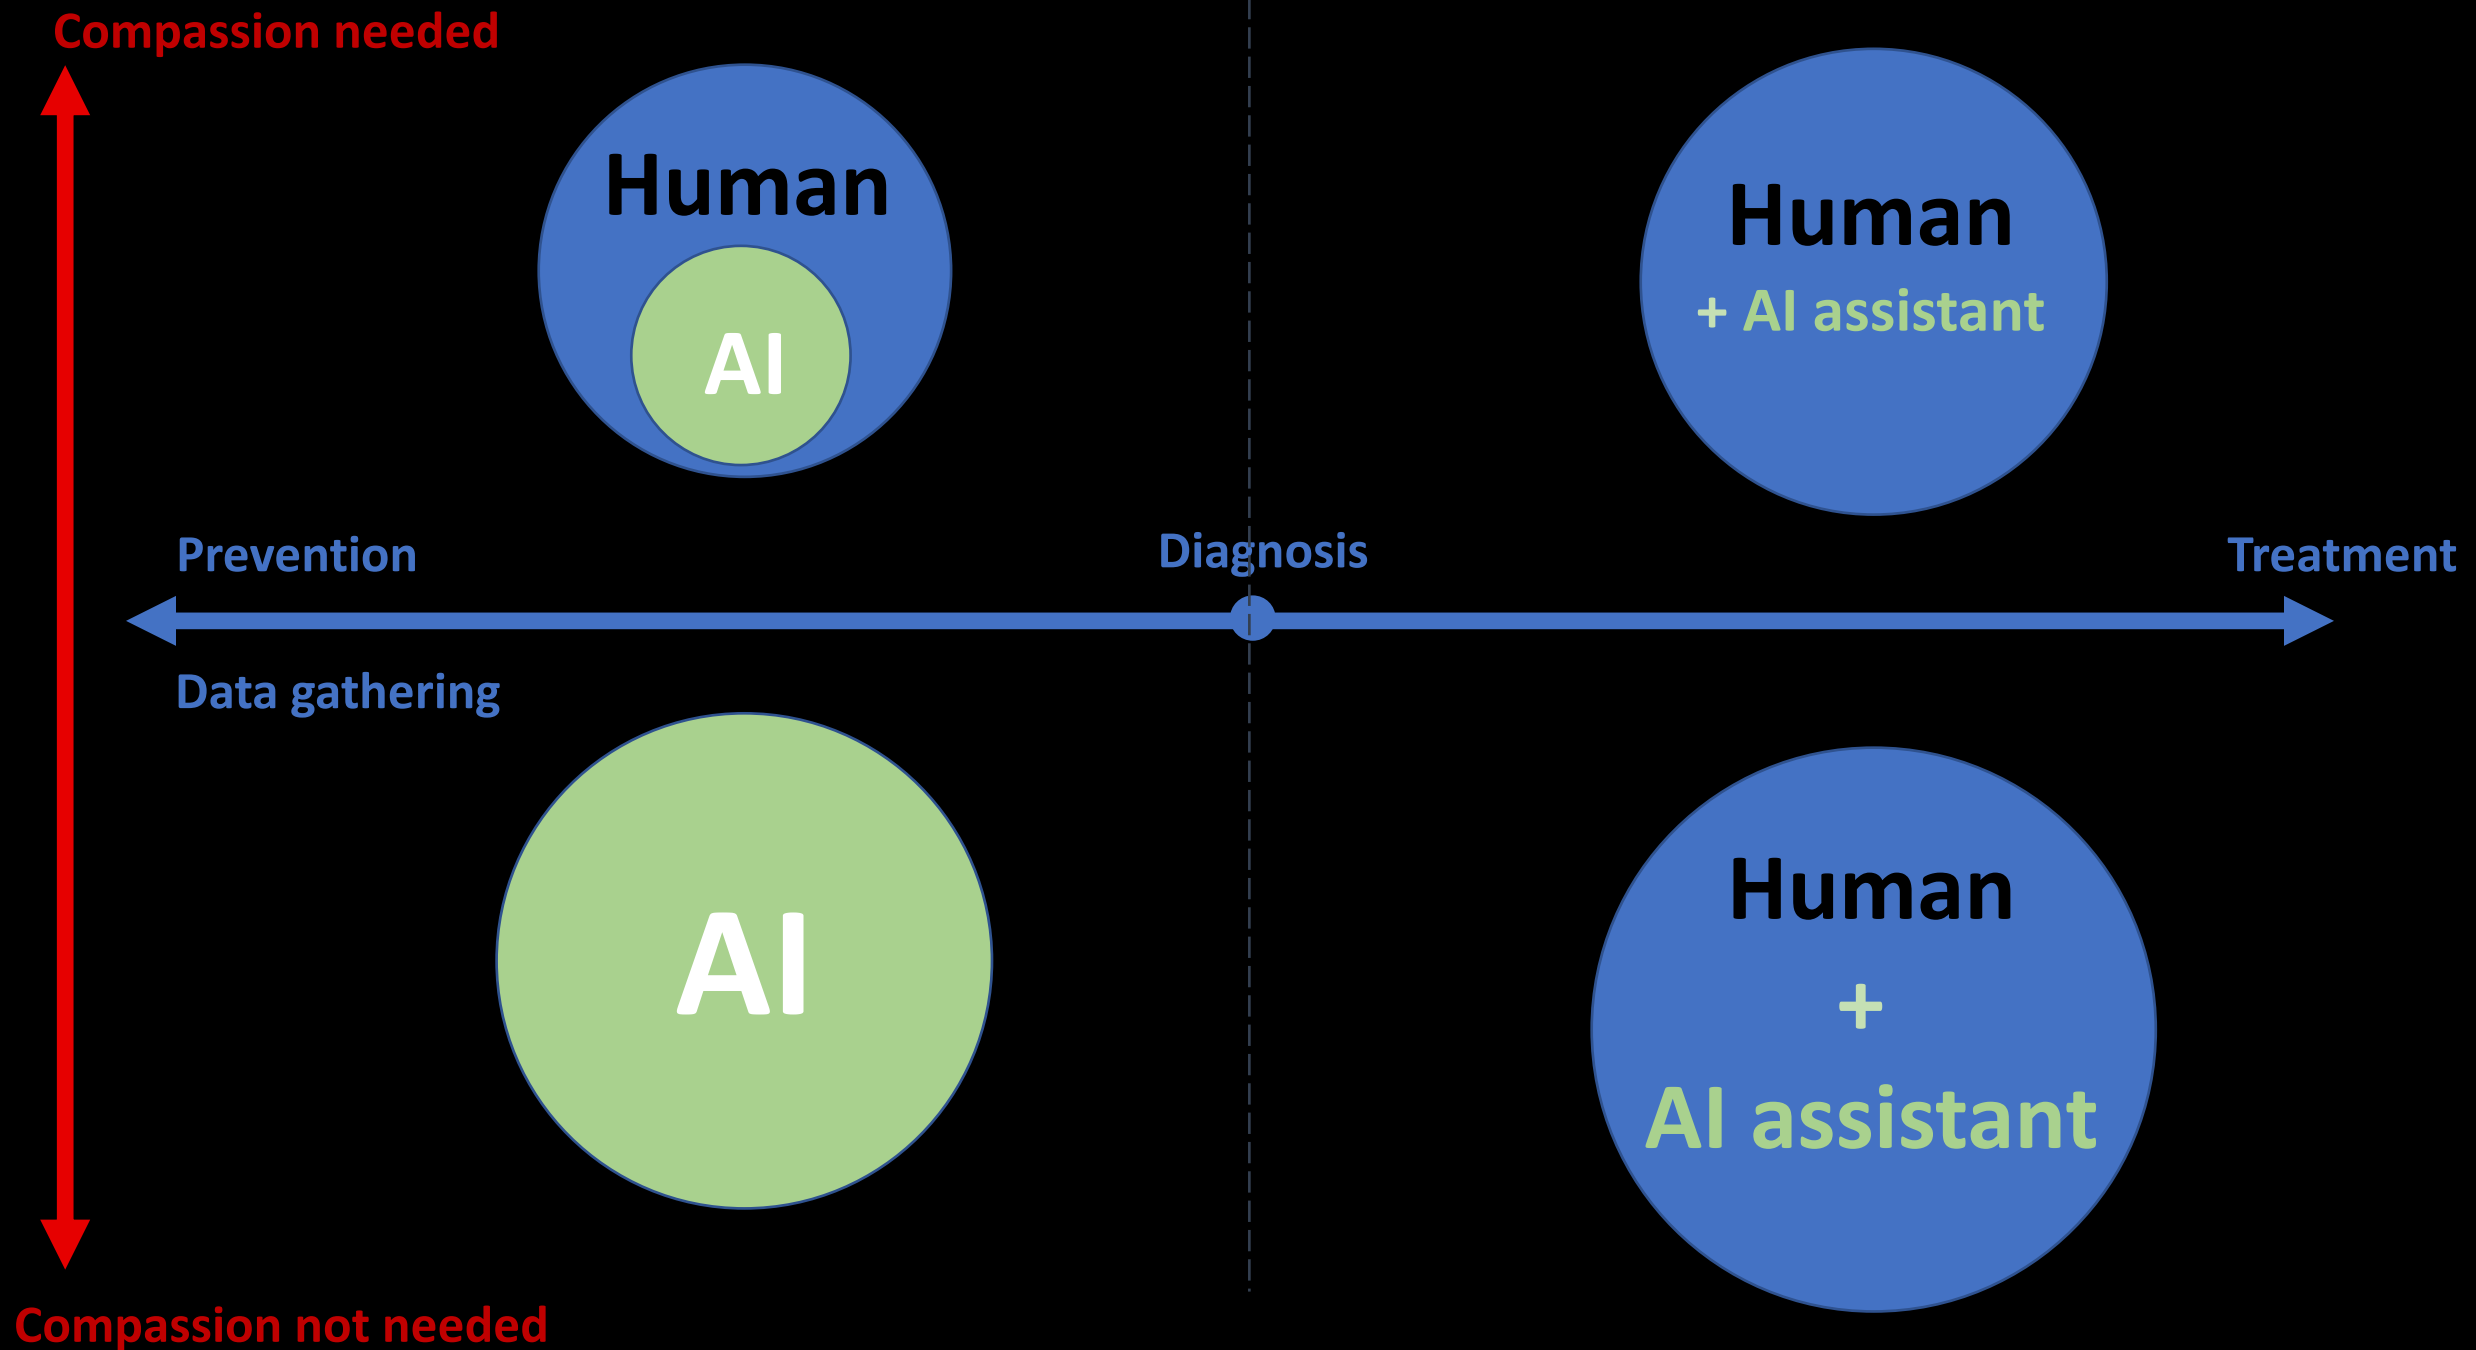 Compassion needed
Human
AI
Human
+ AI assistant
Prevention
Diagnosis
Treatment
Data gathering
AI
Human
+
AI assistant
Compassion not needed